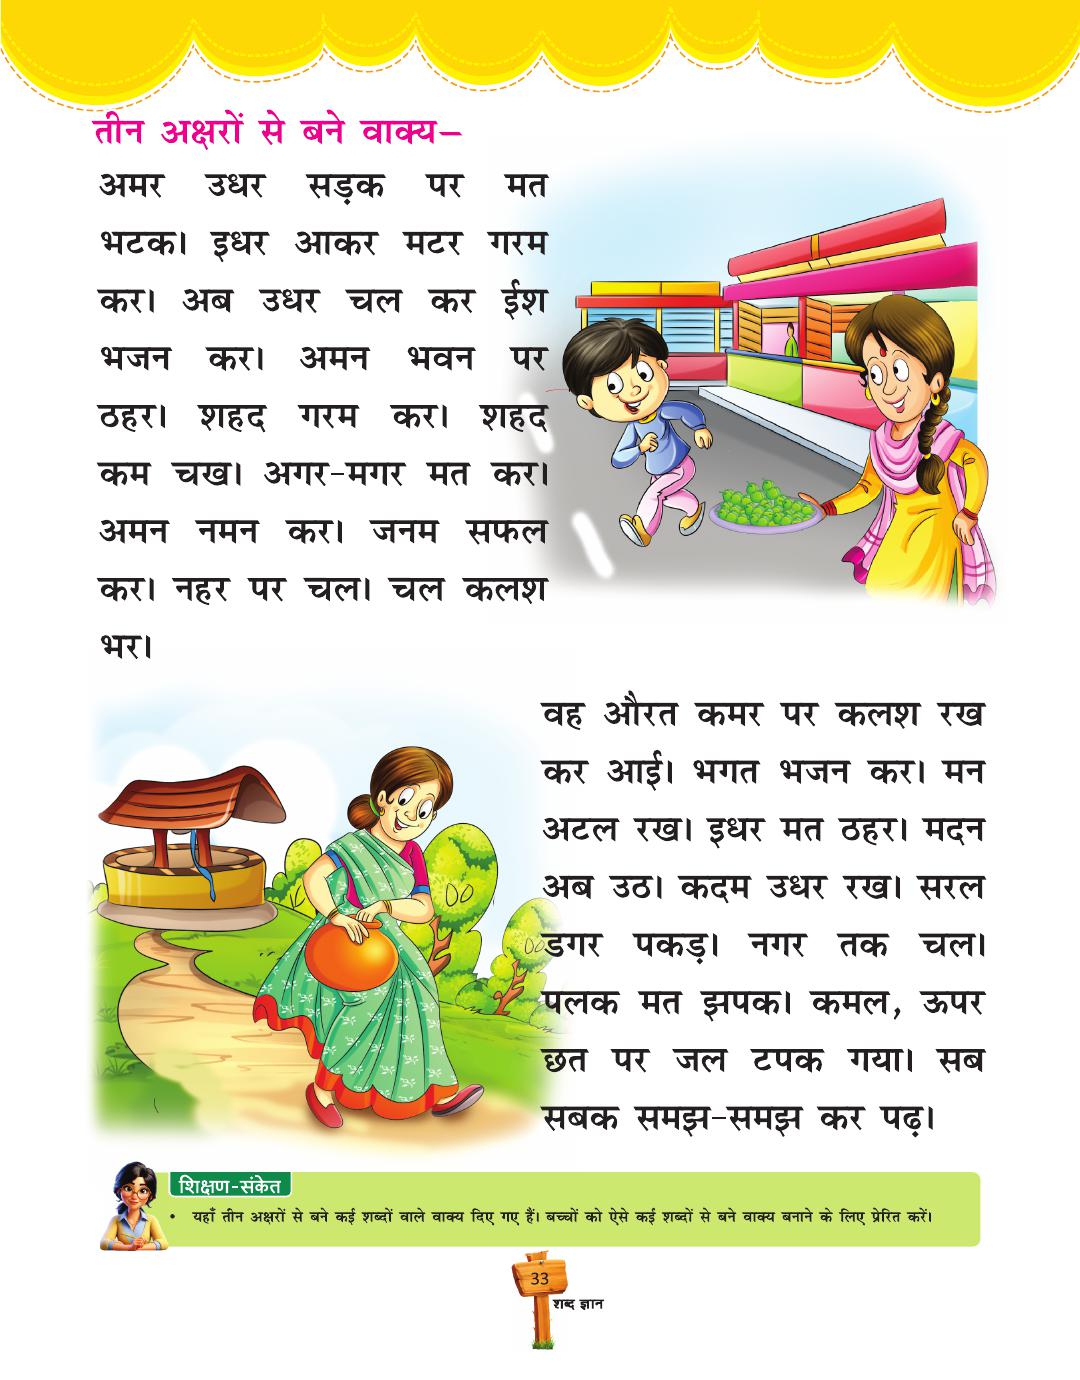 तीन अक्षरों से बने वाक्य–
अमर उधर सड़क पर मत
भटक। इधर आकर मटर गरम
कर। अब उधर चल कर ईश
भजन कर। अमन भवन पर
ठहर। शहद गरम कर। शहद
कम चख। अगर-मगर मत कर।
अमन नमन कर। जनम सफल
कर। नहर पर चल। चल कलश
भर।
वह औरत कमर पर कलश रख
कर आई। भगत भजन कर। मन
अटल रख। इधर मत ठहर। मदन
अब उठ। कदम उधर रख। सरल
डगर पकड़। नगर तक चल।
पलक मत झपक। कमल, ऊपर
छत पर जल टपक गया। सब
सबक समझ-समझ कर पढ़।
शिक्षण-संकेत
• यहाँ तीन अक्षरों से बने कई शब्दों वाले वाक्य दिए गए हैं। बच्चों को ऐसे कई शब्दों से बने वाक्य बनाने के लिए प्रेरित करें।
33
शब्द ज्ञान